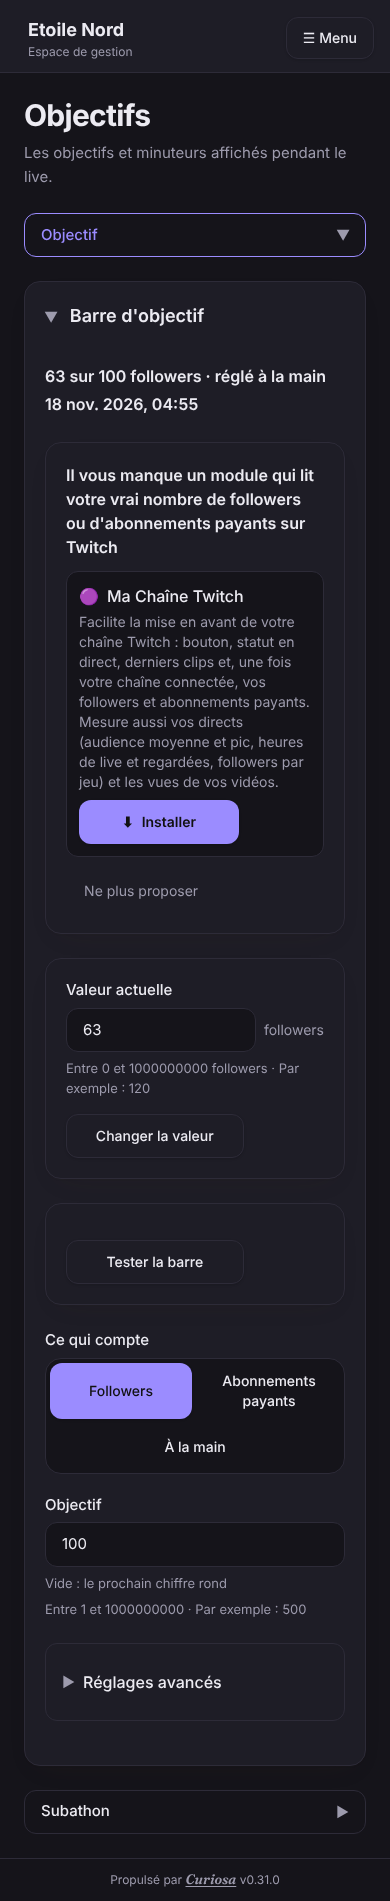 Etoile Nord
Espace de gestion
☰ Menu
Objectifs
Les objectifs et minuteurs affichés pendant le
live.
Objectif
Barre d'objectif
63 sur 100 followers · réglé à la main
18 nov. 2026, 04:55
Il vous manque un module qui lit
votre vrai nombre de followers
ou d'abonnements payants sur
Twitch
Ma Chaîne Twitch
Facilite la mise en avant de votre
chaîne Twitch : bouton, statut en
direct, derniers clips et, une fois
votre chaîne connectée, vos
followers et abonnements payants.
Mesure aussi vos directs
(audience moyenne et pic, heures
de live et regardées, followers par
jeu) et les vues de vos vidéos.
Installer
Ne plus proposer
Valeur actuelle
63 followers
Entre 0 et 1000000000 followers · Par
exemple : 120
Changer la valeur
Tester la barre
Ce qui compte
Followers
Abonnements
payants
À la main
Objectif
100
Vide : le prochain chiffre rond
Entre 1 et 1000000000 · Par exemple : 500
Réglages avancés
Subathon
Propulsé par Curiosa v0.31.0